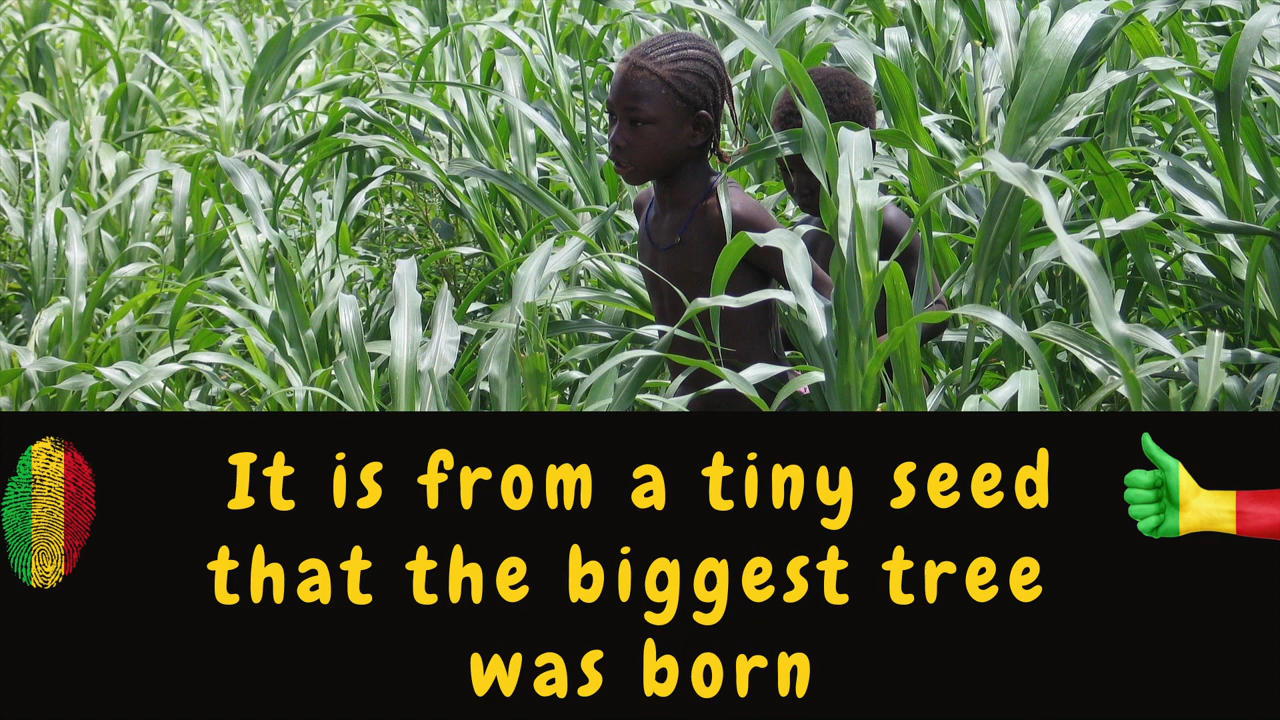 It is from a tiny seed
that the biggest tree
was born